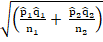 √((p̂₁q̂₁/n₁ + p̂₂q̂₂/n₂))